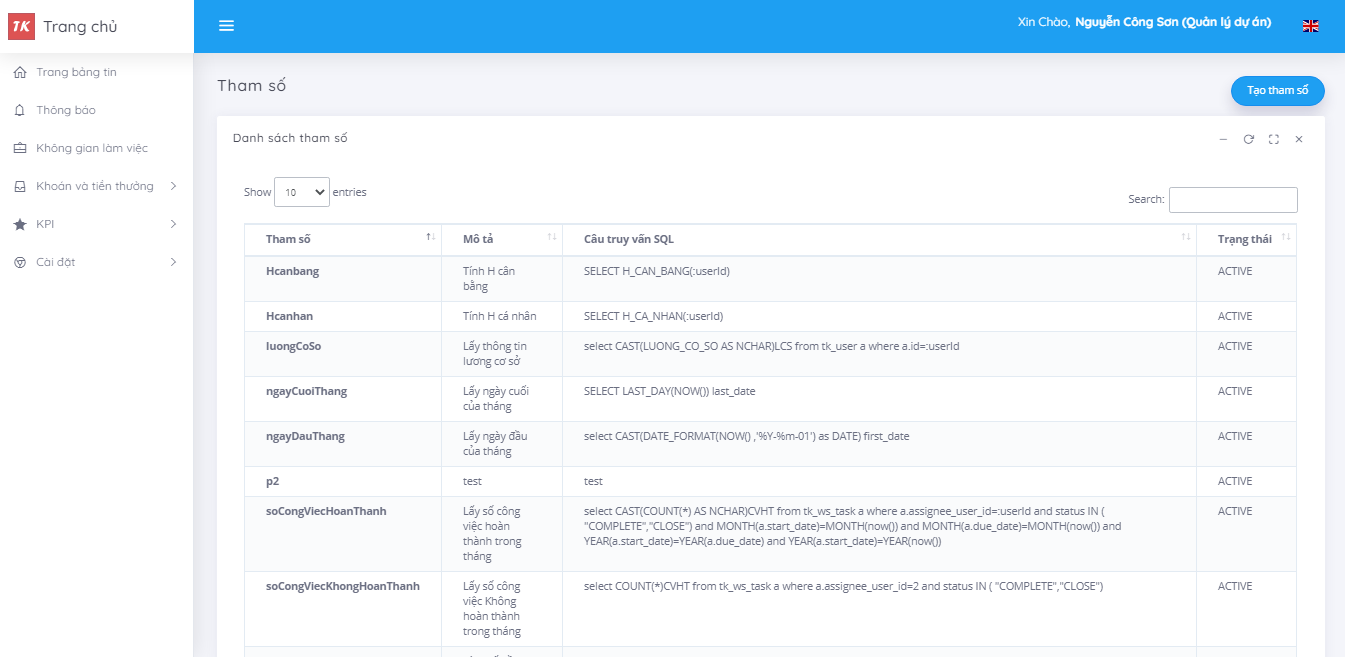 TK Trang chủ
Xin Chào, Nguyễn Công Sơn (Quản lý dự án)
Trang bảng tin
Thông báo
Không gian làm việc
Khoán và tiền thưởng
KPI
Cài đặt
Tham số
Tạo tham số
Danh sách tham số
Show 10 entries
Search:
Tham số Mô tả Câu truy vấn SQL Trạng thái
Hcanbang Tính H cân SELECT H_CAN_BANG(:userId) ACTIVE
bằng
Hcanhan Tính H cá nhân SELECT H_CA_NHAN(:userId) ACTIVE
luongCoSo Lấy thông tin select CAST(LUONG_CO_SO AS NCHAR)LCS from tk_user a where a.id=:userId ACTIVE
lương cơ sở
ngayCuoiThang Lấy ngày cuối SELECT LAST_DAY(NOW()) last_date ACTIVE
của tháng
ngayDauThang Lấy ngày đầu select CAST(DATE_FORMAT(NOW() ,'%Y-%m-01') as DATE) first_date ACTIVE
của tháng
p2 test test ACTIVE
soCongViecHoanThanh Lấy số công select CAST(COUNT(*) AS NCHAR)CVHT from tk_ws_task a where a.assignee_user_id=:userId and status IN ( ACTIVE
việc hoàn "COMPLETE","CLOSE") and MONTH(a.start_date)=MONTH(now()) and MONTH(a.due_date)=MONTH(now()) and
thành trong YEAR(a.start_date)=YEAR(a.due_date) and YEAR(a.start_date)=YEAR(now())
tháng
soCongViecKhongHoanThanh Lấy số công select COUNT(*)CVHT from tk_ws_task a where a.assignee_user_id=2 and status IN ( "COMPLETE","CLOSE") ACTIVE
việc Không
hoàn thành
trong tháng